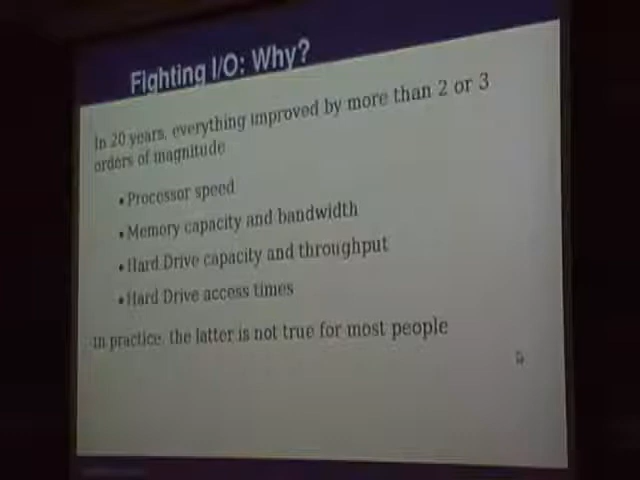 Fighting I/O: Why?
In 20 years, everything improved by more than 2 or 3
orders of magnitude
•Processor speed
•Memory capacity and bandwidth
•Hard Drive capacity and throughput
•Hard Drive access times
In practice, the latter is not true for most people